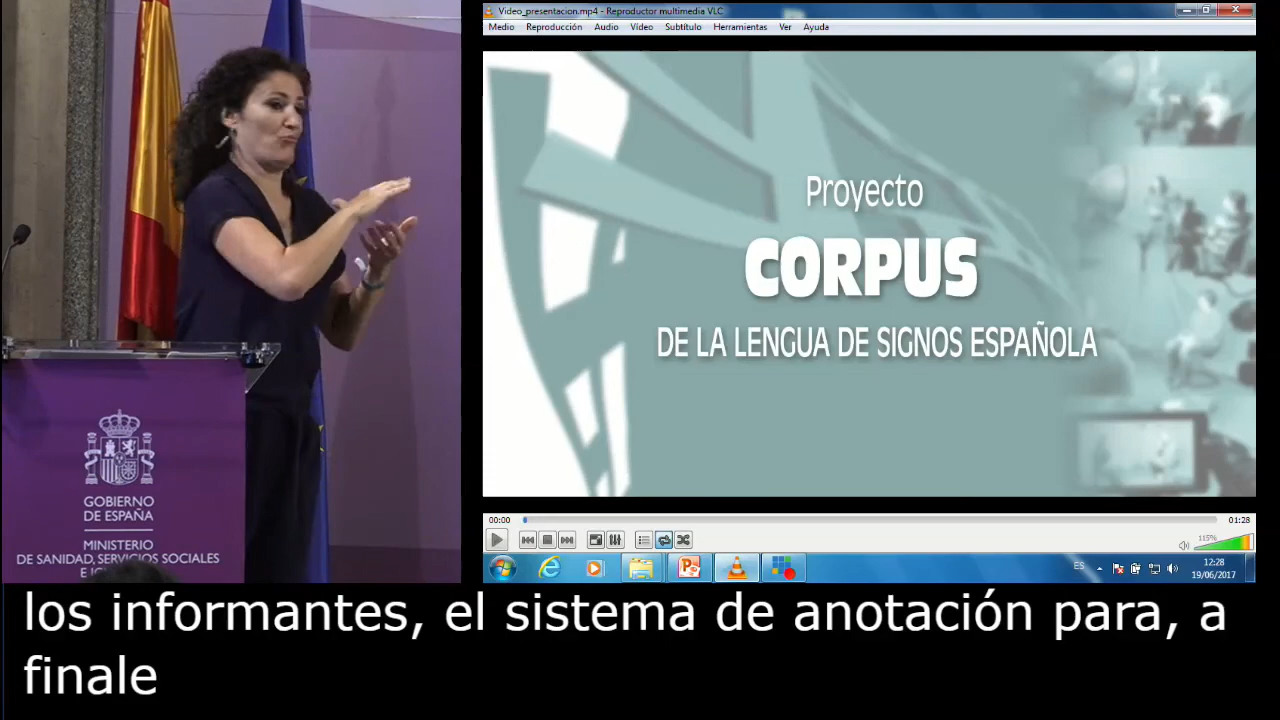 Video_presentacion.mp4 - Reproductor multimedia VLC
Medio Reproducción Audio Vídeo Subtítulo Herramientas Ver Ayuda
Proyecto
CORPUS
DE LA LENGUA DE SIGNOS ESPAÑOLA
00:00
01:28
115%
ES
12:28
19/06/2017
GOBIERNO
DE ESPAÑA
MINISTERIO
DE SANIDAD, SERVICIOS SOCIALES
E
los informantes, el sistema de anotación para, a
finale